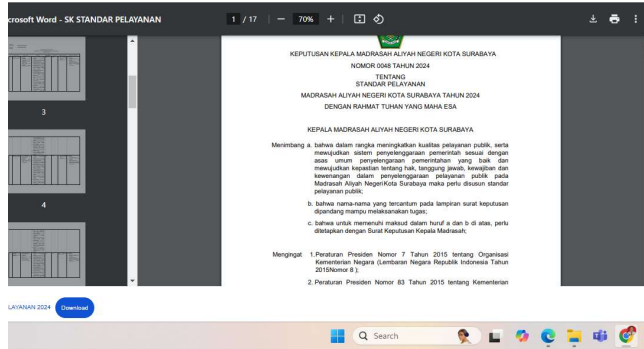 crosoft Word - SK STANDAR PELAYANAN
1 / 17 | − 70% +
3
4
KEPUTUSAN KEPALA MADRASAH ALIYAH NEGERI KOTA SURABAYA
NOMOR 0048 TAHUN 2024
TENTANG
STANDAR PELAYANAN
MADRASAH ALIYAH NEGERI KOTA SURABAYA TAHUN 2024
DENGAN RAHMAT TUHAN YANG MAHA ESA
KEPALA MADRASAH ALIYAH NEGERI KOTA SURABAYA
Menimbang a. bahwa dalam rangka meningkatkan kualitas pelayanan publik, serta
mewujudkan sistem penyelenggaraan pemerintah sesuai dengan
asas umum penyelengaraan pemerintahan yang baik dan
mewujudkan kepastian tentang hak, tanggung jawab, kewajiban dan
kewenangan dalam penyelenggaraan pelayanan publik pada
Madrasah Aliyah NegeriKota Surabaya maka perlu disusun standar
pelayanan publik;
b. bahwa nama-nama yang tercantum pada lampiran surat keputusan
dipandang mampu melaksanakan tugas;
c. bahwa untuk memenuhi maksud dalam huruf a dan b di atas, perlu
ditetapkan dengan Surat Keputusan Kepala Madrasah;
Mengingat 1.Peraturan Presiden Nomor 7 Tahun 2015 tentang Organisasi
Kementerian Negara (Lembaran Negara Republik Indonesia Tahun
2015Nomor 8 );
2. Peraturan Presiden Nomor 83 Tahun 2015 tentang Kementerian
LAYANAN 2024 Download
Search